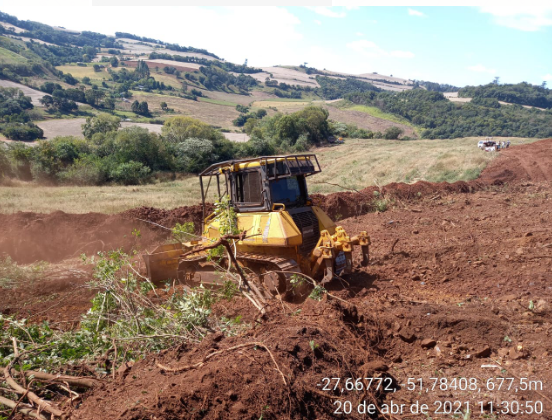 -27,66772, -51,78408, 677,5m
20 de abr de 2021 11:30:50